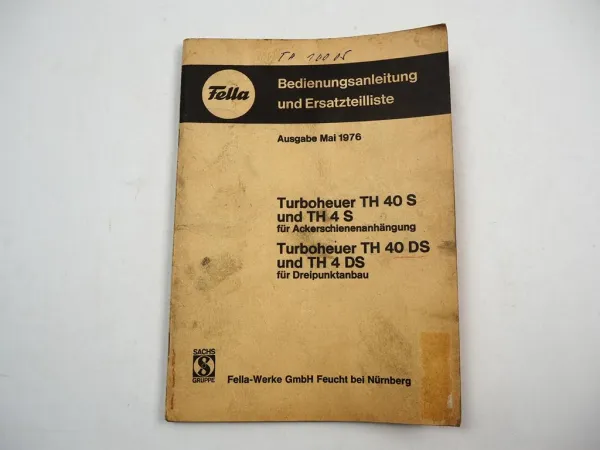 Fella
Bedienungsanleitung
und Ersatzteilliste
Ausgabe Mai 1976
Turboheuer TH 40 S
und TH 4 S
für Ackerschienenanhängung
Turboheuer TH 40 DS
und TH 4 DS
für Dreipunktanbau
SACHS
GRUPPE
Fella-Werke GmbH Feucht bei Nürnberg